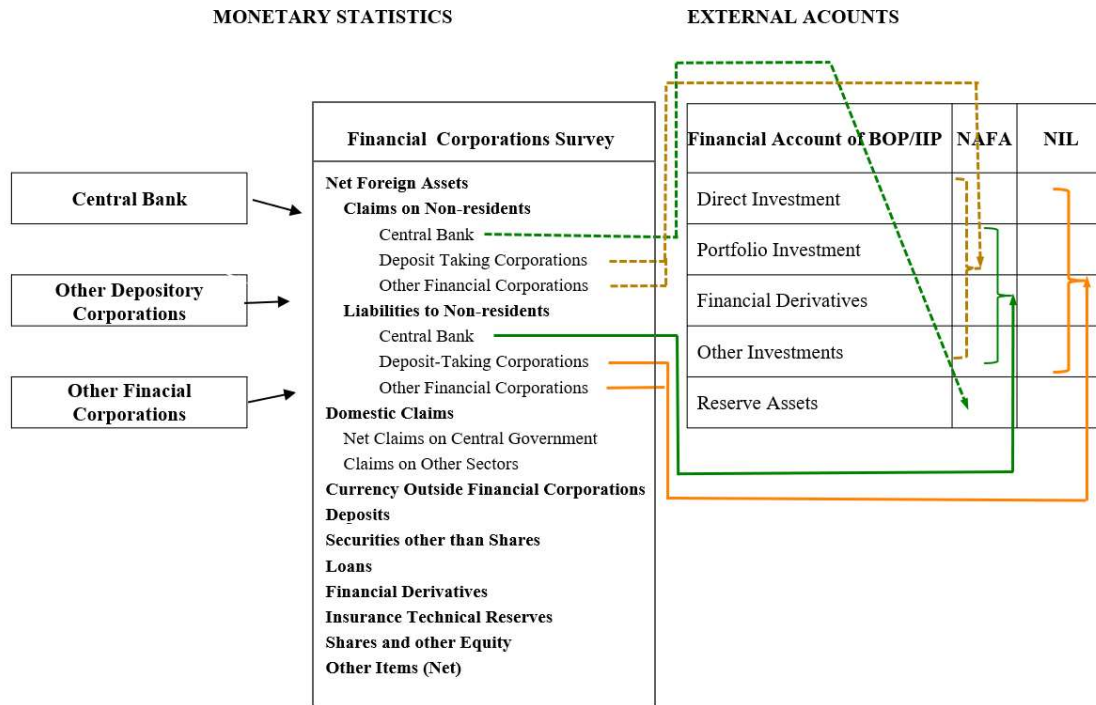 MONETARY STATISTICS
EXTERNAL ACOUNTS
Central Bank
Other Depository
Corporations
Other Finacial
Corporations
Financial Corporations Survey
Net Foreign Assets
Claims on Non-residents
Central Bank
Deposit Taking Corporations
Other Financial Corporations
Liabilities to Non-residents
Central Bank
Deposit-Taking Corporations
Other Financial Corporations
Domestic Claims
Net Claims on Central Government
Claims on Other Sectors
Currency Outside Financial Corporations
Deposits
Securities other than Shares
Loans
Financial Derivatives
Insurance Technical Reserves
Shares and other Equity
Other Items (Net)
Financial Account of BOP/IIP NAFA NIL
Direct Investment
Portfolio Investment
Financial Derivatives
Other Investments
Reserve Assets